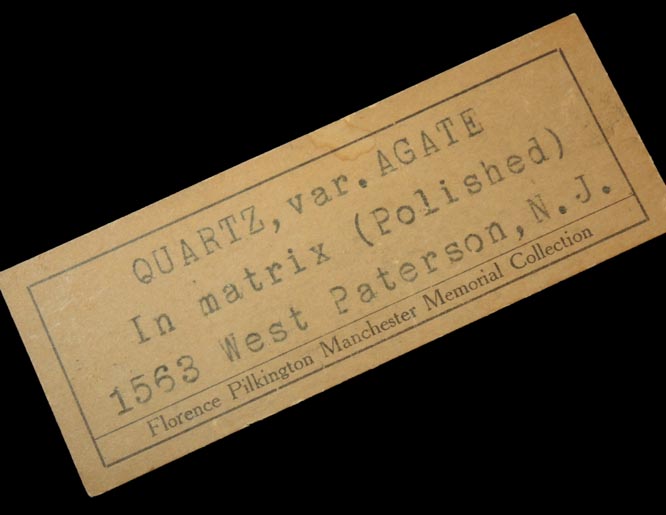 QUARTZ, var. AGATE
In matrix (Polished)
1563 West Paterson, N.J.
Florence Pilkington Manchester Memorial Collection